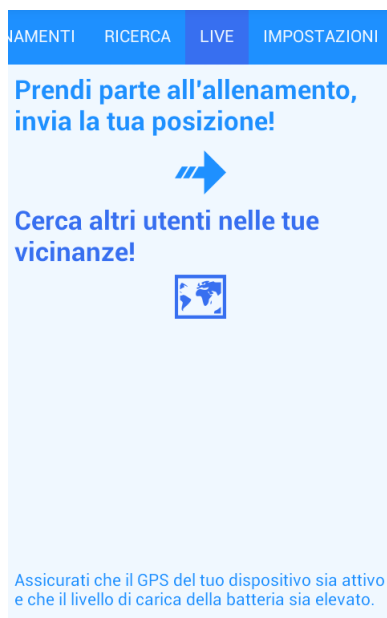 NAMENTI RICERCA LIVE IMPOSTAZIONI
Prendi parte all'allenamento,
invia la tua posizione!
Cerca altri utenti nelle tue
vicinanze!
Assicurati che il GPS del tuo dispositivo sia attivo
e che il livello di carica della batteria sia elevato.